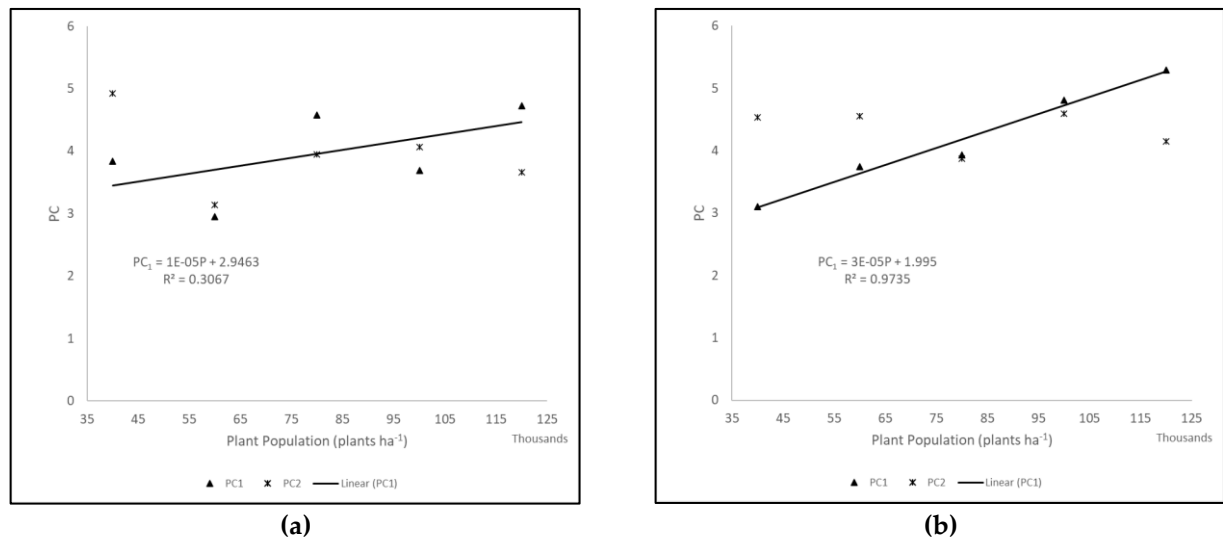 6
5
4
3
2
1
0
PC
PC₁ = 1E-05P + 2.9463
R² = 0.3067
35 45 55 65 75 85 95 105 115 125
Plant Population (plants ha⁻¹) Thousands
PC1 PC2 Linear (PC1)
(a)
6
5
4
3
2
1
0
PC
PC₁ = 3E-05P + 1.995
R² = 0.9735
35 45 55 65 75 85 95 105 115 125
Plant Population (plants ha⁻¹) Thousands
PC1 PC2 Linear (PC1)
(b)